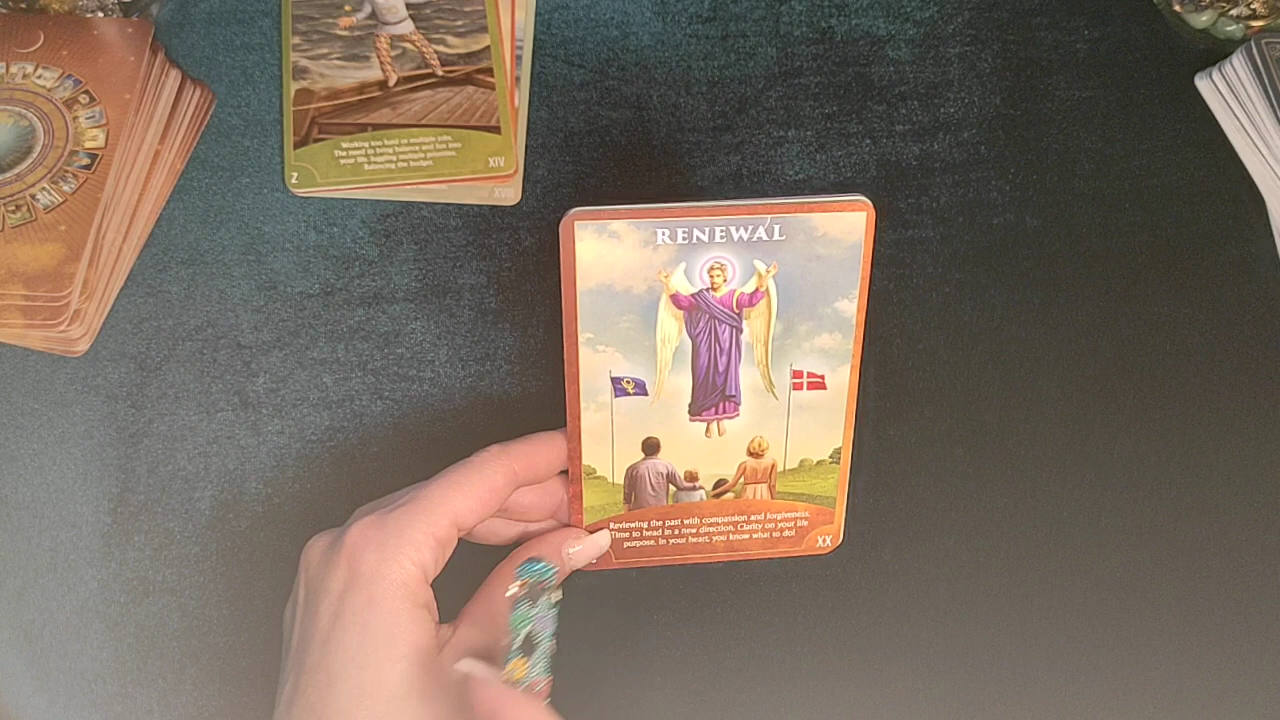 Working too hard or multiple jobs.
The need to bring balance and fun into
your life. Juggling multiple priorities.
Balancing the budget.
Z
XIV
XVIII
RENEWAL
Reviewing the past with compassion and forgiveness.
Time to head in a new direction. Clarity on your life
purpose. In your heart, you know what to do!
XX